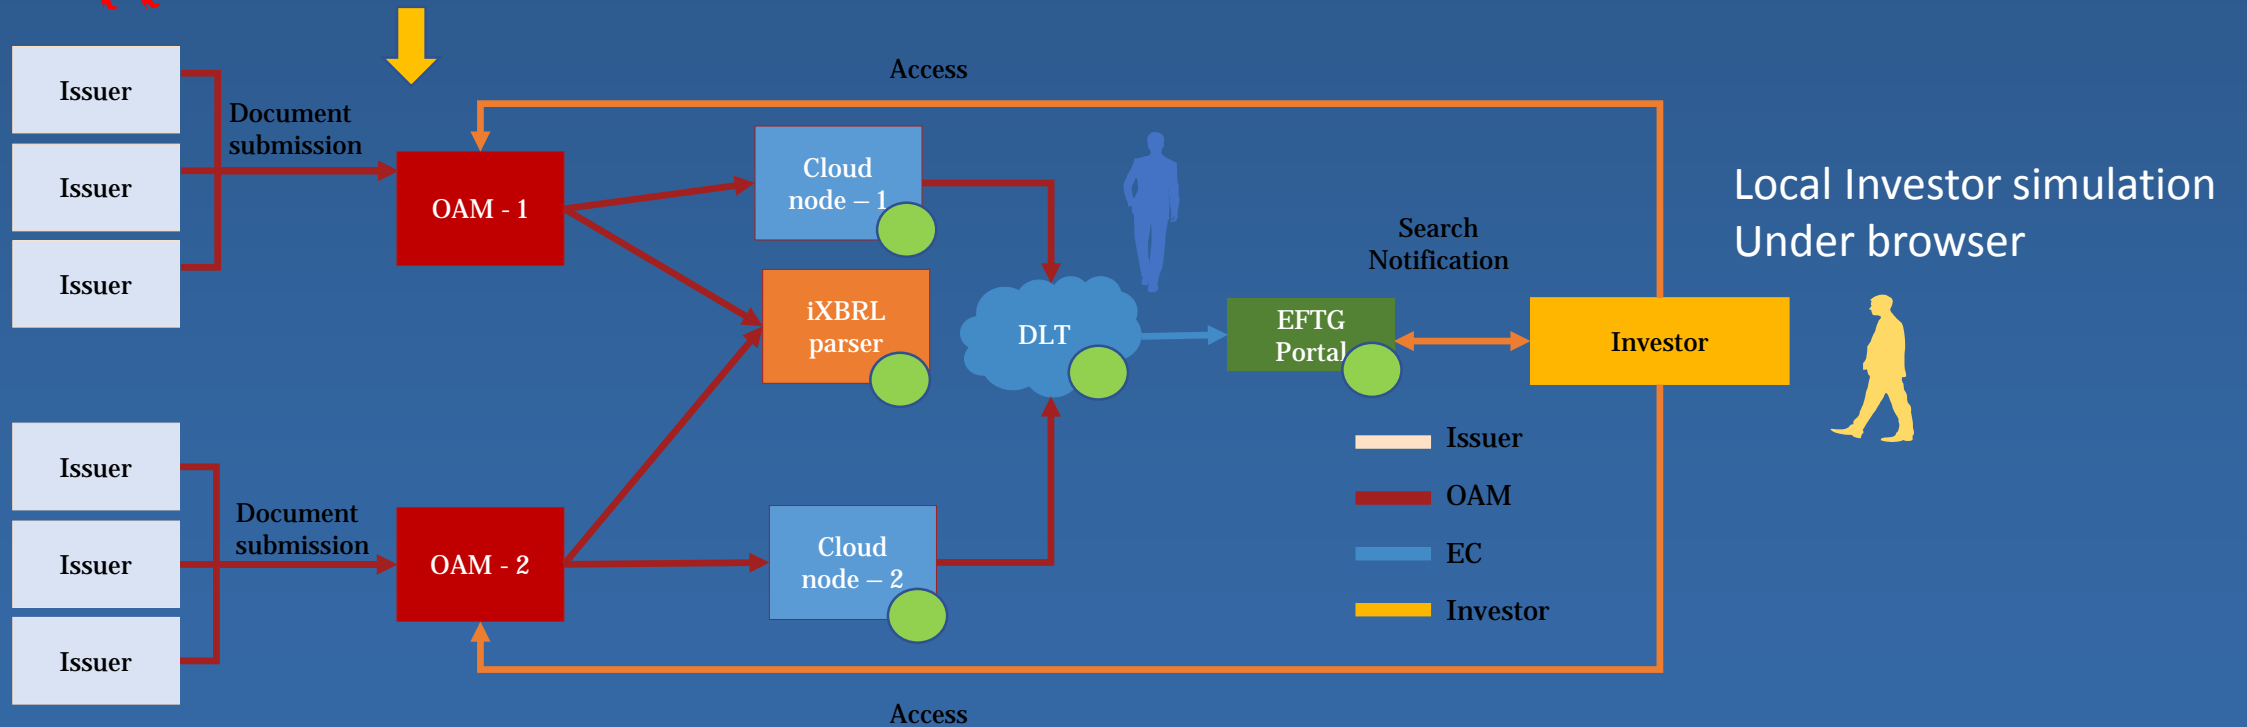 Access
Issuer
Document
submission
Issuer
Issuer
OAM - 1
Cloud
node – 1
iXBRL
parser
DLT
Search
Notification
EFTG
Portal
Investor
Local Investor simulation
Under browser
Issuer
Document
submission
Issuer
Issuer
OAM - 2
Cloud
node – 2
Issuer
OAM
EC
Investor
Access